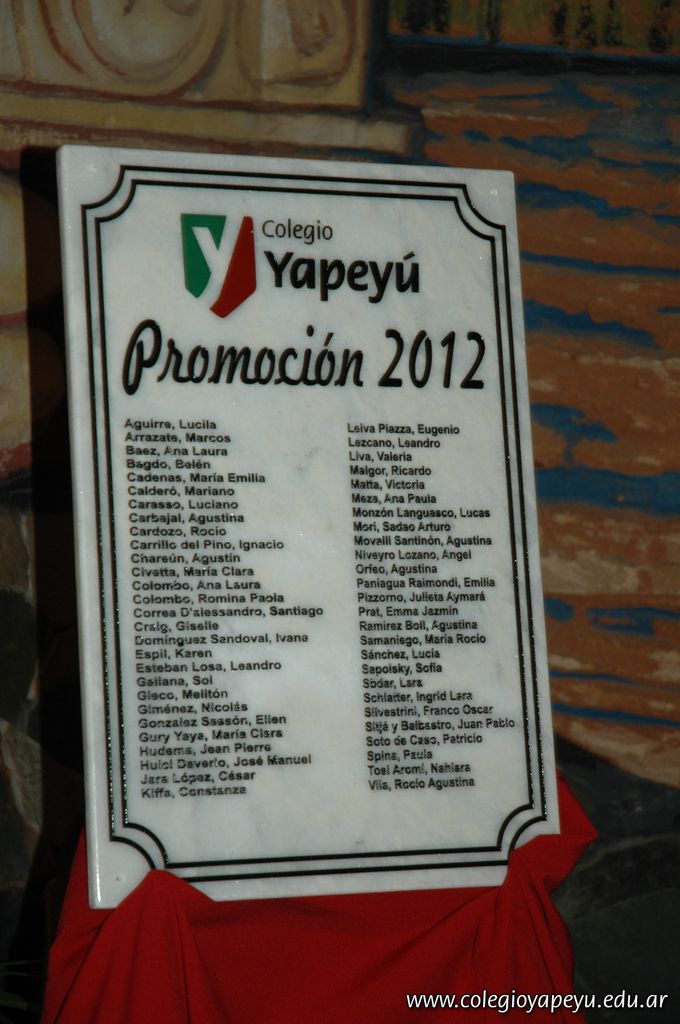 Colegio
Yapeyú
Promoción 2012
Aguirre, Lucila
Arrazate, Marcos
Baez, Ana Laura
Bagdo, Belén
Cadenas, María Emilia
Calderó, Mariano
Carasso, Luciano
Carbajal, Agustina
Cardozo, Rocío
Carrillo del Pino, Ignacio
Chareún, Agustín
Civetta, María Clara
Colombo, Ana Laura
Colombo, Romina Paola
Correa D'alessandro, Santiago
Craig, Giselle
Domínguez Sandoval, Ivana
Espil, Karen
Esteban Losa, Leandro
Galiana, Sol
Gieco, Melitón
Giménez, Nicolás
Gonzalez Sassón, Ellen
Gury Yaya, María Clara
Hudema, Jean Pierre
Huici Daverio, José Manuel
Jara López, César
Kiffa, Constanza
Leiva Piazza, Eugenio
Lezcano, Leandro
Liva, Valeria
Malgor, Ricardo
Matta, Victoria
Meza, Ana Paula
Monzón Languasco, Lucas
Mori, Sadao Arturo
Movalli Santinón, Agustina
Niveyro Lozano, Angel
Orfeo, Agustina
Paniagua Raimondi, Emilia
Pizzorno, Julieta Aymará
Prat, Emma Jazmín
Ramirez Boll, Agustina
Samaniego, María Rocío
Sánchez, Lucía
Sapolsky, Sofía
Sodar, Lara
Schlatter, Ingrid Lara
Silvestrini, Franco Oscar
Sitjá y Balbastro, Juan Pablo
Soto de Caso, Patricio
Spina, Paula
Tosi Aromí, Nahiara
Vila, Rocío Agustina
www.colegioyapeyu.edu.ar